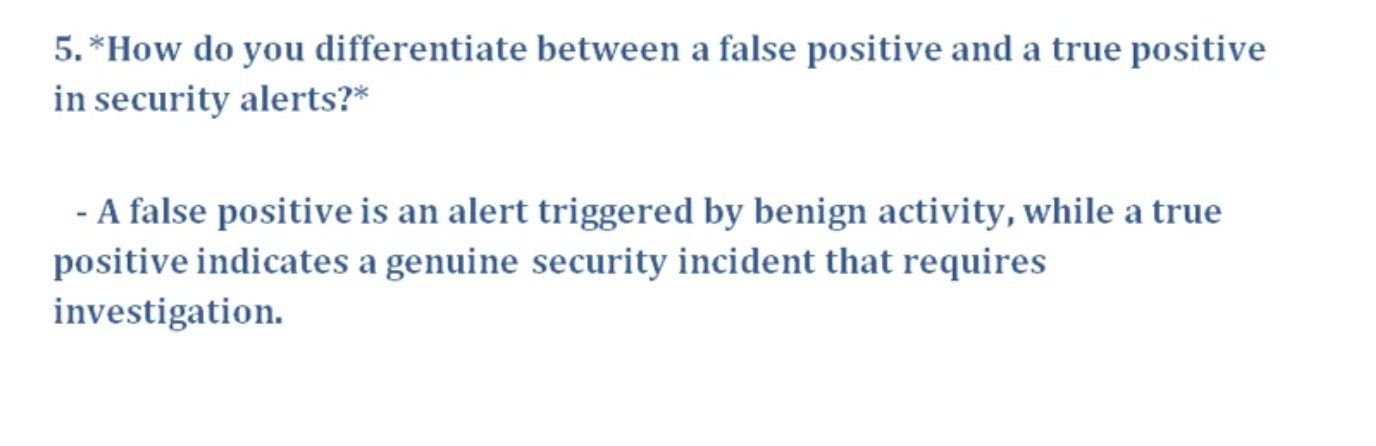 5. *How do you differentiate between a false positive and a true positive
in security alerts?*
- A false positive is an alert triggered by benign activity, while a true
positive indicates a genuine security incident that requires
investigation.